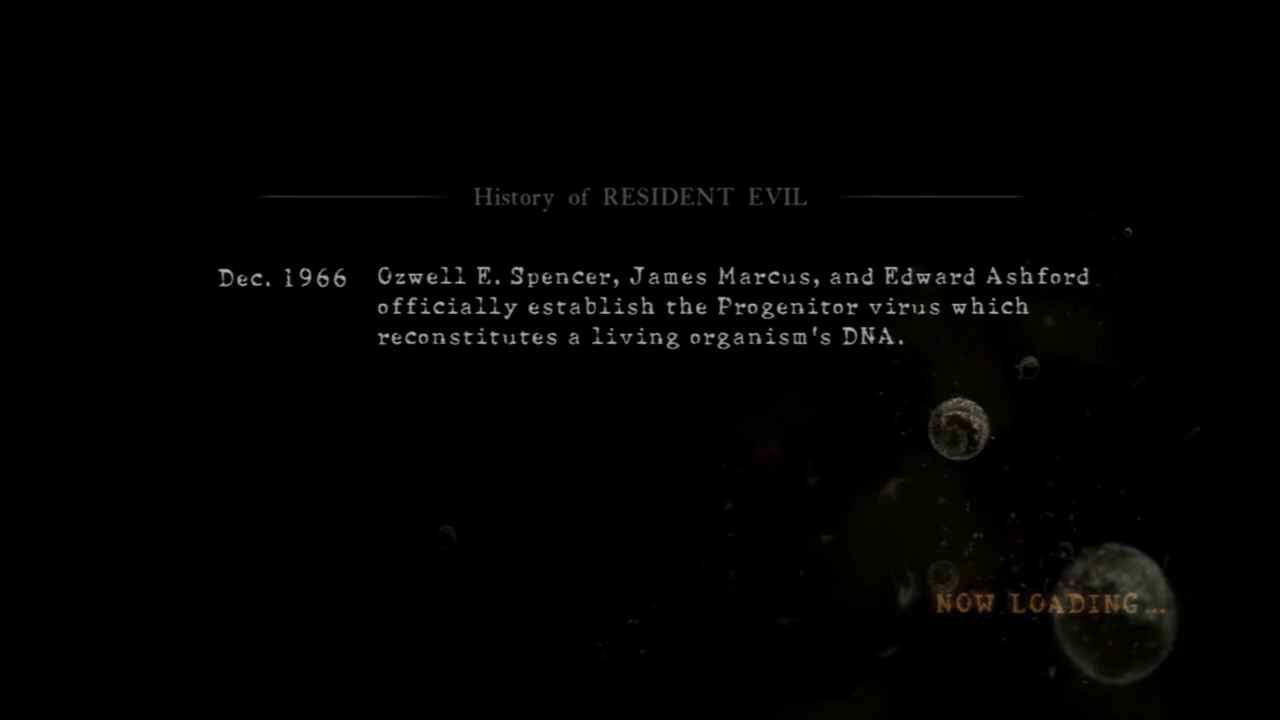 History of RESIDENT EVIL
Dec. 1966 Ozwell E. Spencer, James Marcus, and Edward Ashford
officially establish the Progenitor virus which
reconstitutes a living organism's DNA.
NOW LOADING...